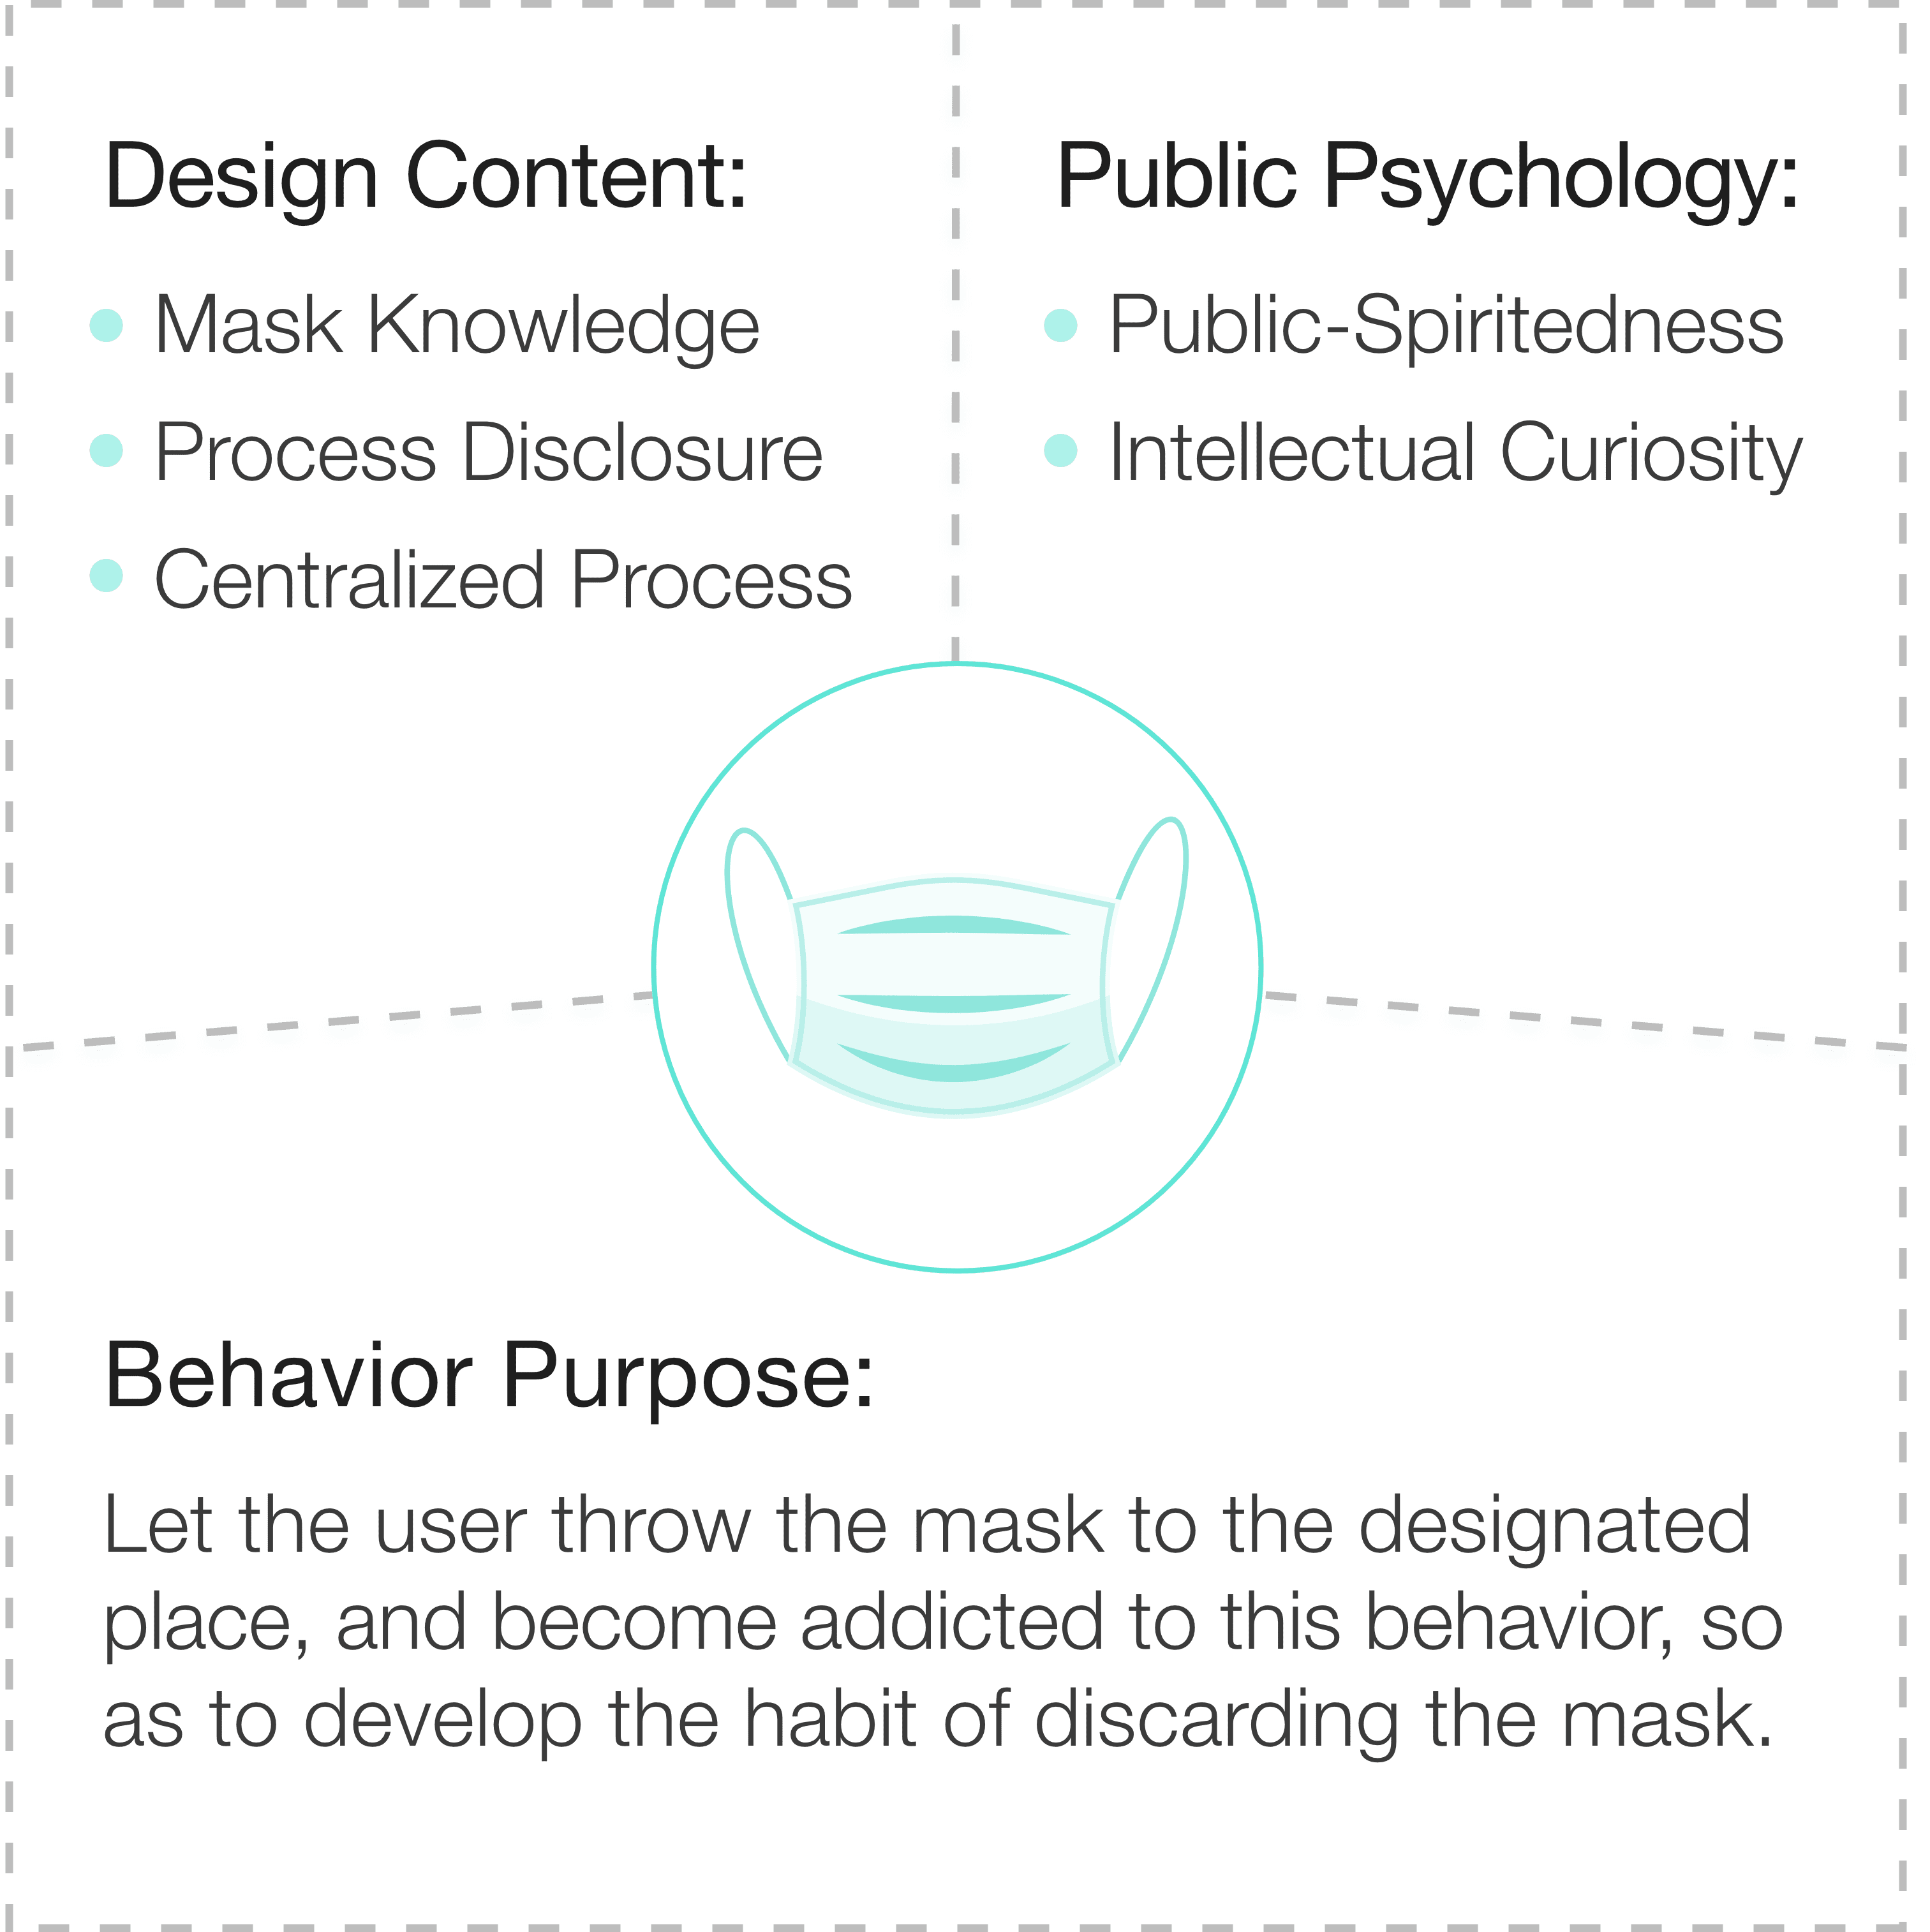 Design Content:
Mask Knowledge
Process Disclosure
Centralized Process
Public Psychology:
Public-Spiritedness
Intellectual Curiosity
Behavior Purpose:
Let the user throw the mask to the designated
place, and become addicted to this behavior, so
as to develop the habit of discarding the mask.